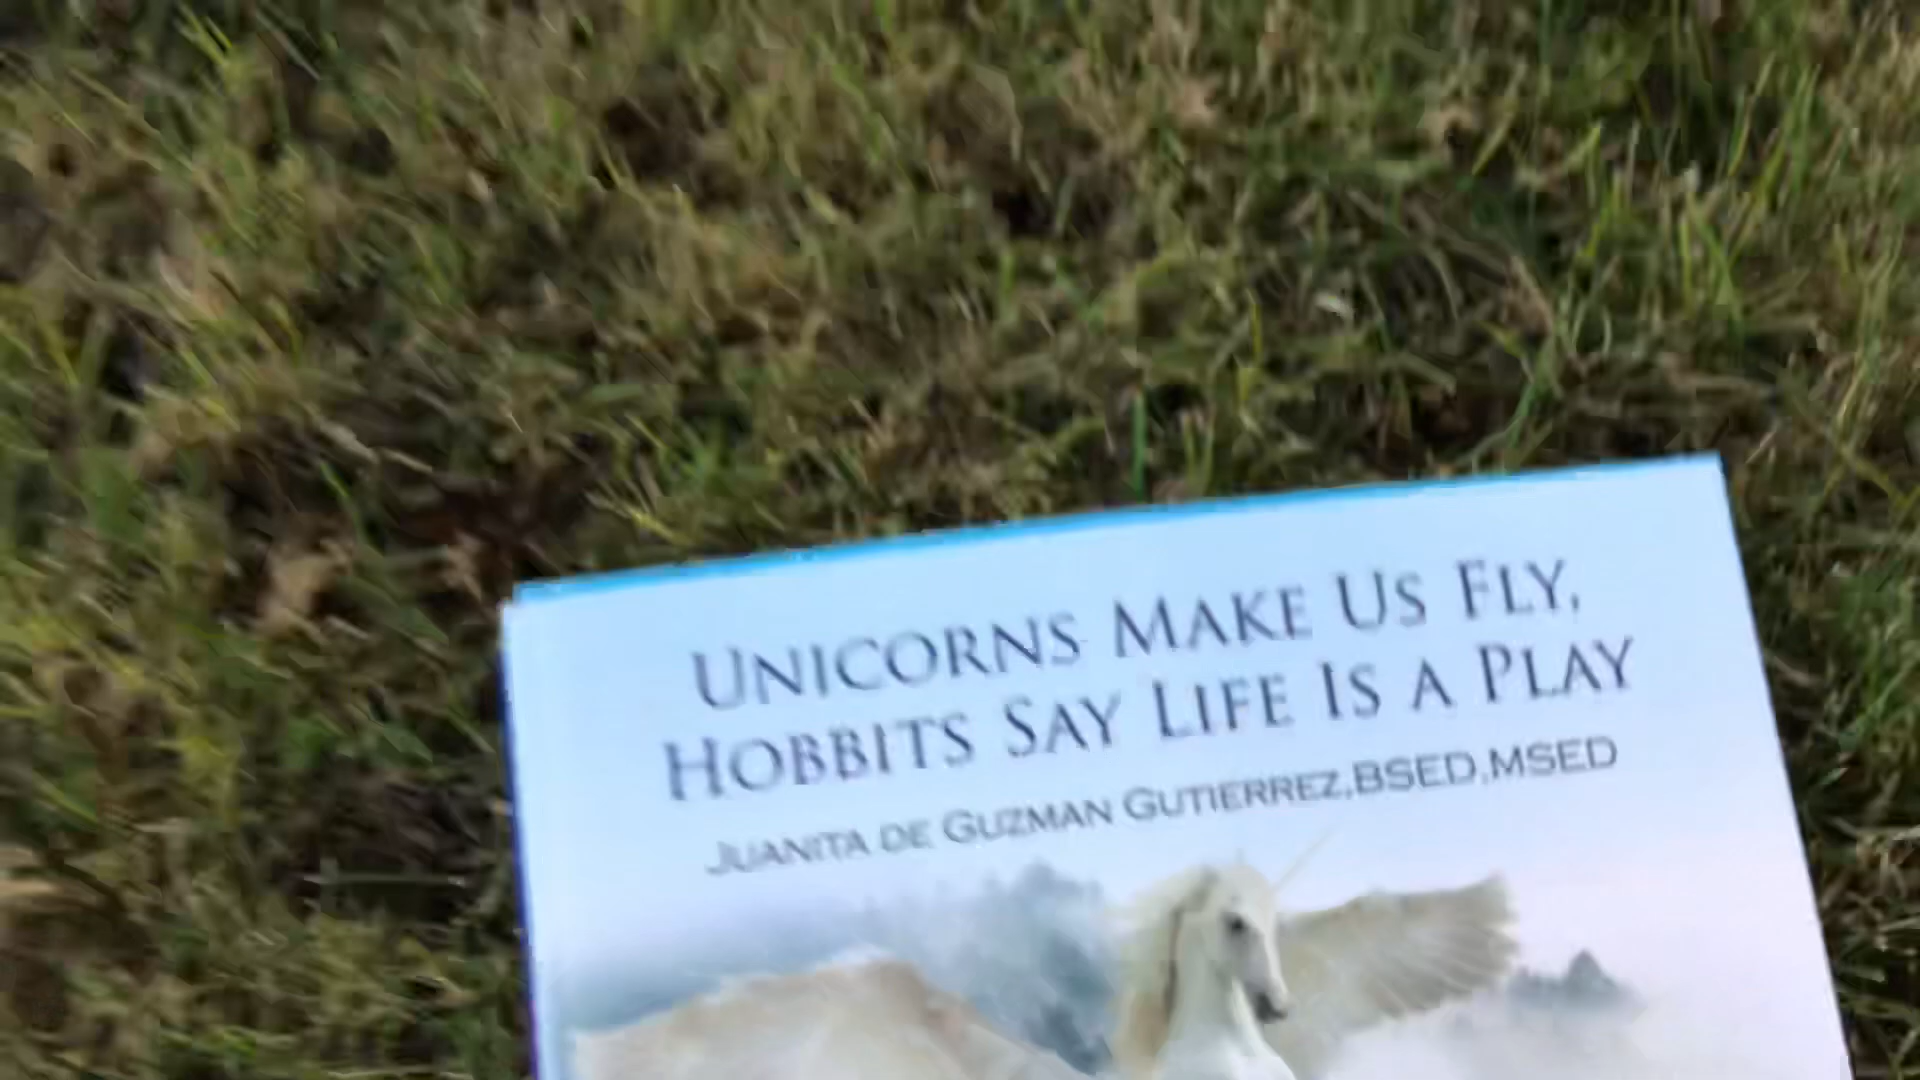 Unicorns Make Us Fly,
Hobbits Say Life Is a Play
Juanita de Guzman Gutierrez,BSED,MSED